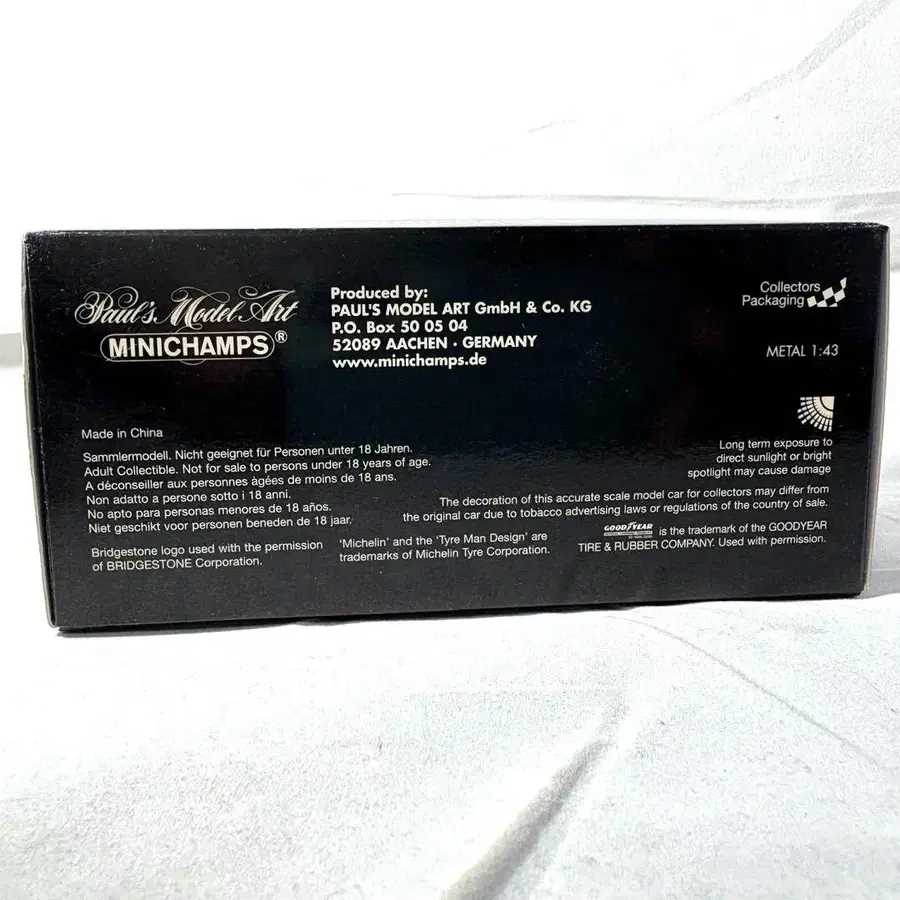 Paul's Model Art
MINICHAMPS®
Produced by:
PAUL'S MODEL ART GmbH & Co. KG
P.O. Box 50 05 04
52089 AACHEN · GERMANY
www.minichamps.de
Collectors
Packaging
METAL 1:43
Made in China
Sammlermodell. Nicht geeignet für Personen unter 18 Jahren.
Adult Collectible. Not for sale to persons under 18 years of age.
A déconseiller aux personnes àgées de moins de 18 ans.
Non adatto a persone sotto i 18 anni.
No apto para personas menores de 18 años.
Niet geschikt voor personen beneden de 18 jaar.
Long term exposure to
direct sunlight or bright
spotlight may cause damage
The decoration of this accurate scale model car for collectors may differ from
the original car due to tobacco advertising laws or regulations of the country of sale.
Bridgestone logo used with the permission
of BRIDGESTONE Corporation.
'Michelin' and the 'Tyre Man Design' are
trademarks of Michelin Tyre Corporation.
GOODYEAR is the trademark of the GOODYEAR
TIRE & RUBBER COMPANY. Used with permission.